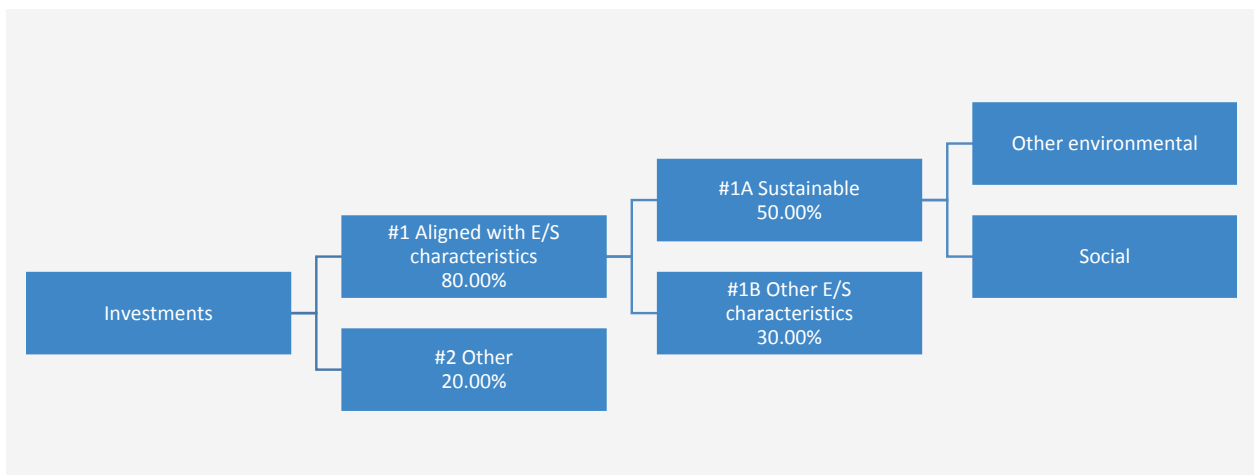 Investments
#1 Aligned with E/S
characteristics
80.00%
#2 Other
20.00%
#1A Sustainable
50.00%
#1B Other E/S
characteristics
30.00%
Other environmental
Social